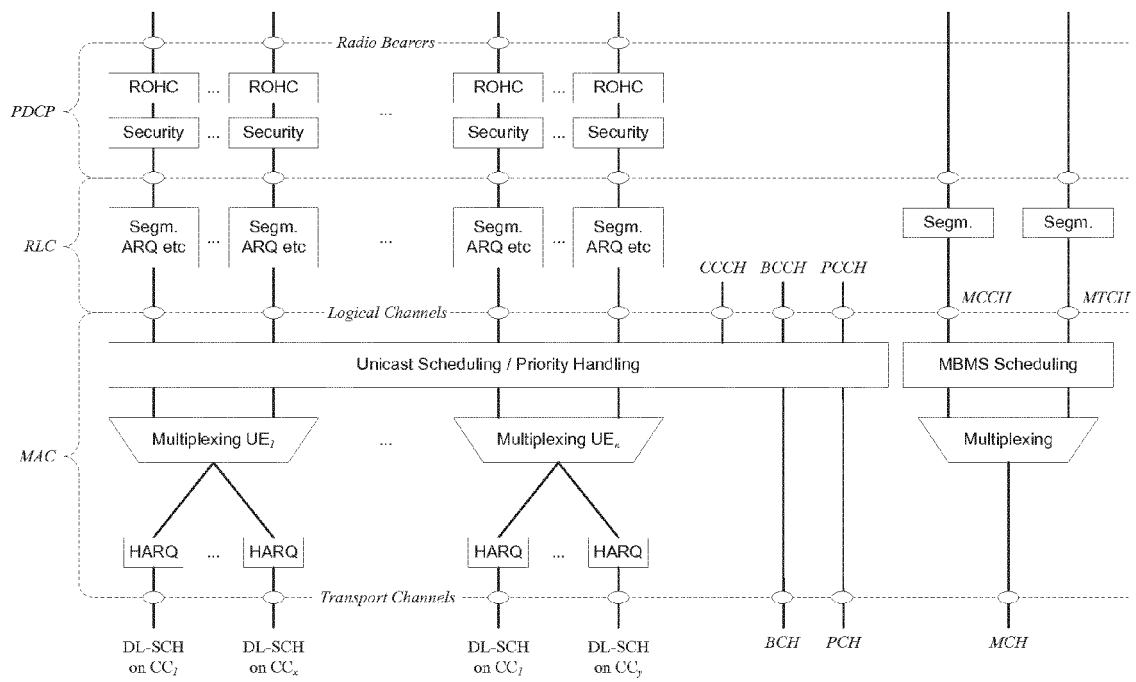 Radio Bearers
ROHC ... ROHC ROHC ... ROHC
PDCP ...
Security ... Security Security ... Security
Segm. ARQ etc ... Segm. ARQ etc ... Segm. ARQ etc ... Segm. ARQ etc Segm. Segm.
RLC
CCCH BCCH PCCH
Logical Channels MCCH MTCH
Unicast Scheduling / Priority Handling MBMS Scheduling
Multiplexing UE1 ... Multiplexing UEn Multiplexing
MAC
HARQ ... HARQ HARQ ... HARQ
Transport Channels
DL-SCH DL-SCH DL-SCH DL-SCH BCH PCH MCH
on CC1 on CCx on CC1 on CCy